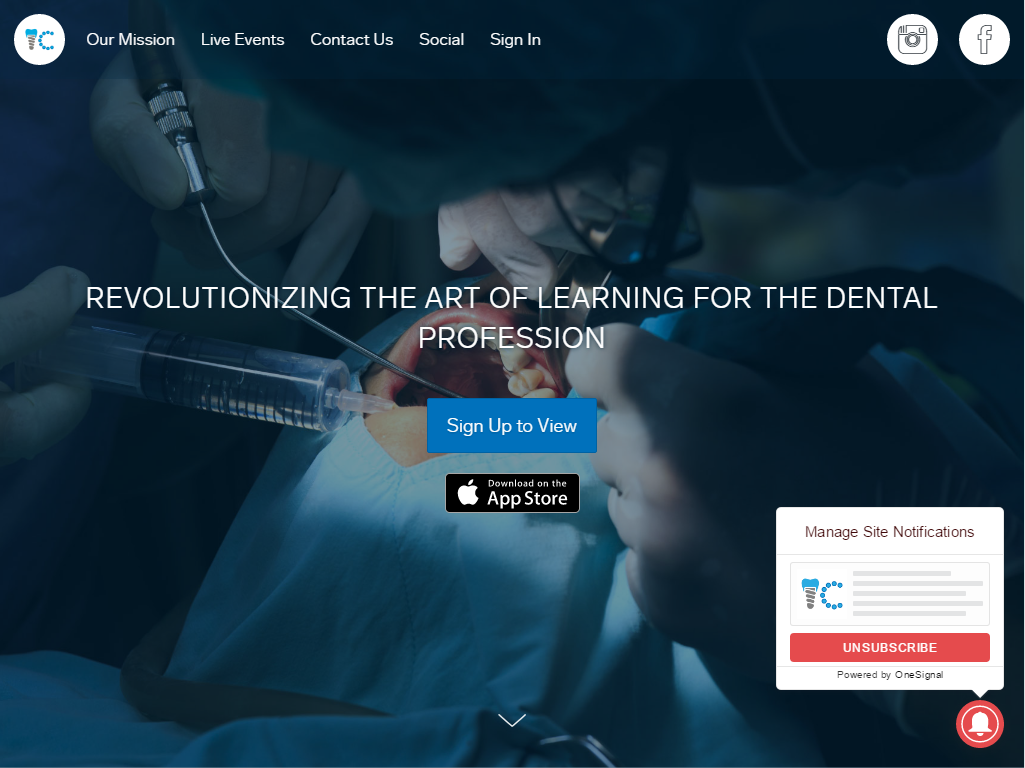 Our Mission
Live Events
Contact Us
Social
Sign In
REVOLUTIONIZING THE ART OF LEARNING FOR THE DENTAL
PROFESSION
Sign Up to View
Download on the
App Store
Manage Site Notifications
UNSUBSCRIBE
Powered by OneSignal